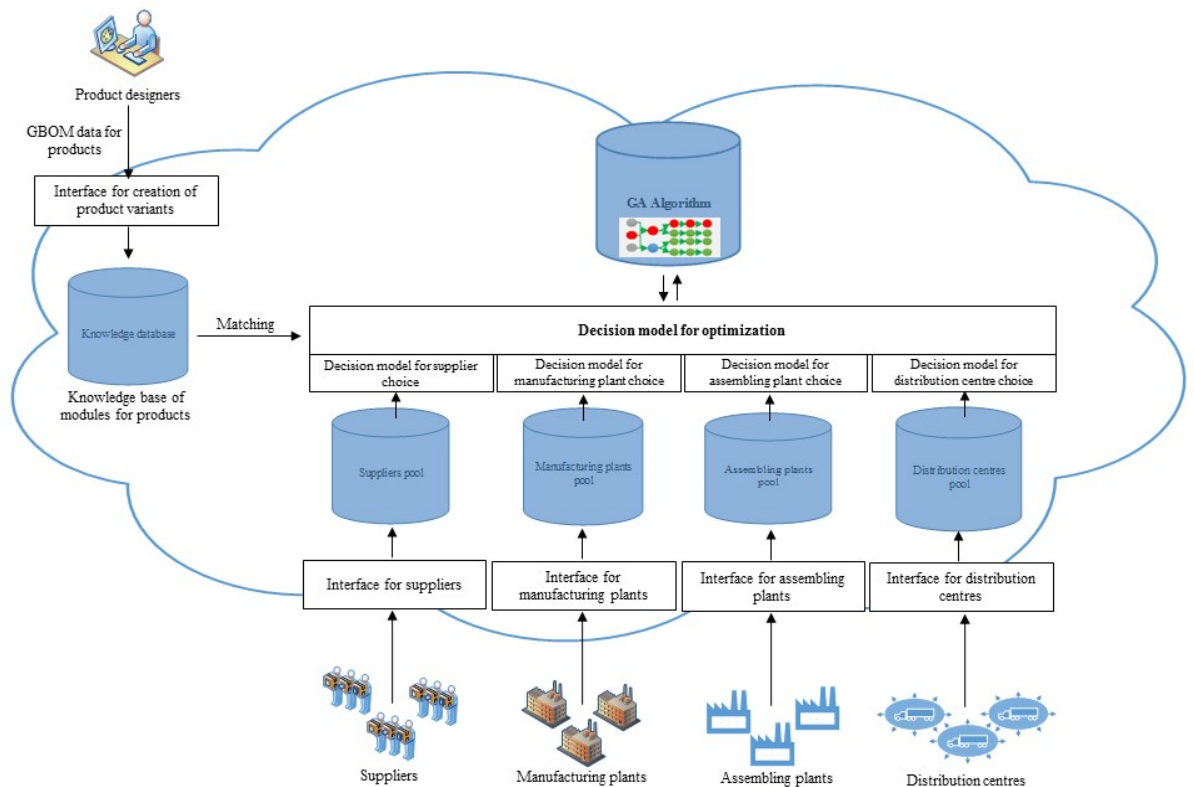 Product designers
GBOM data for
products
Interface for creation of
product variants
GA Algorithm
Knowledge database
Matching
Decision model for optimization
Knowledge base of
modules for products
Decision model for supplier
choice
Decision model for
manufacturing plant choice
Decision model for
assembling plant choice
Decision model for
distribution centre choice
Suppliers pool
Manufacturing plants
pool
Assembling plants
pool
Distribution centres
pool
Interface for suppliers
Interface for
manufacturing plants
Interface for assembling
plants
Interface for distribution
centres
Suppliers
Manufacturing plants
Assembling plants
Distribution centres